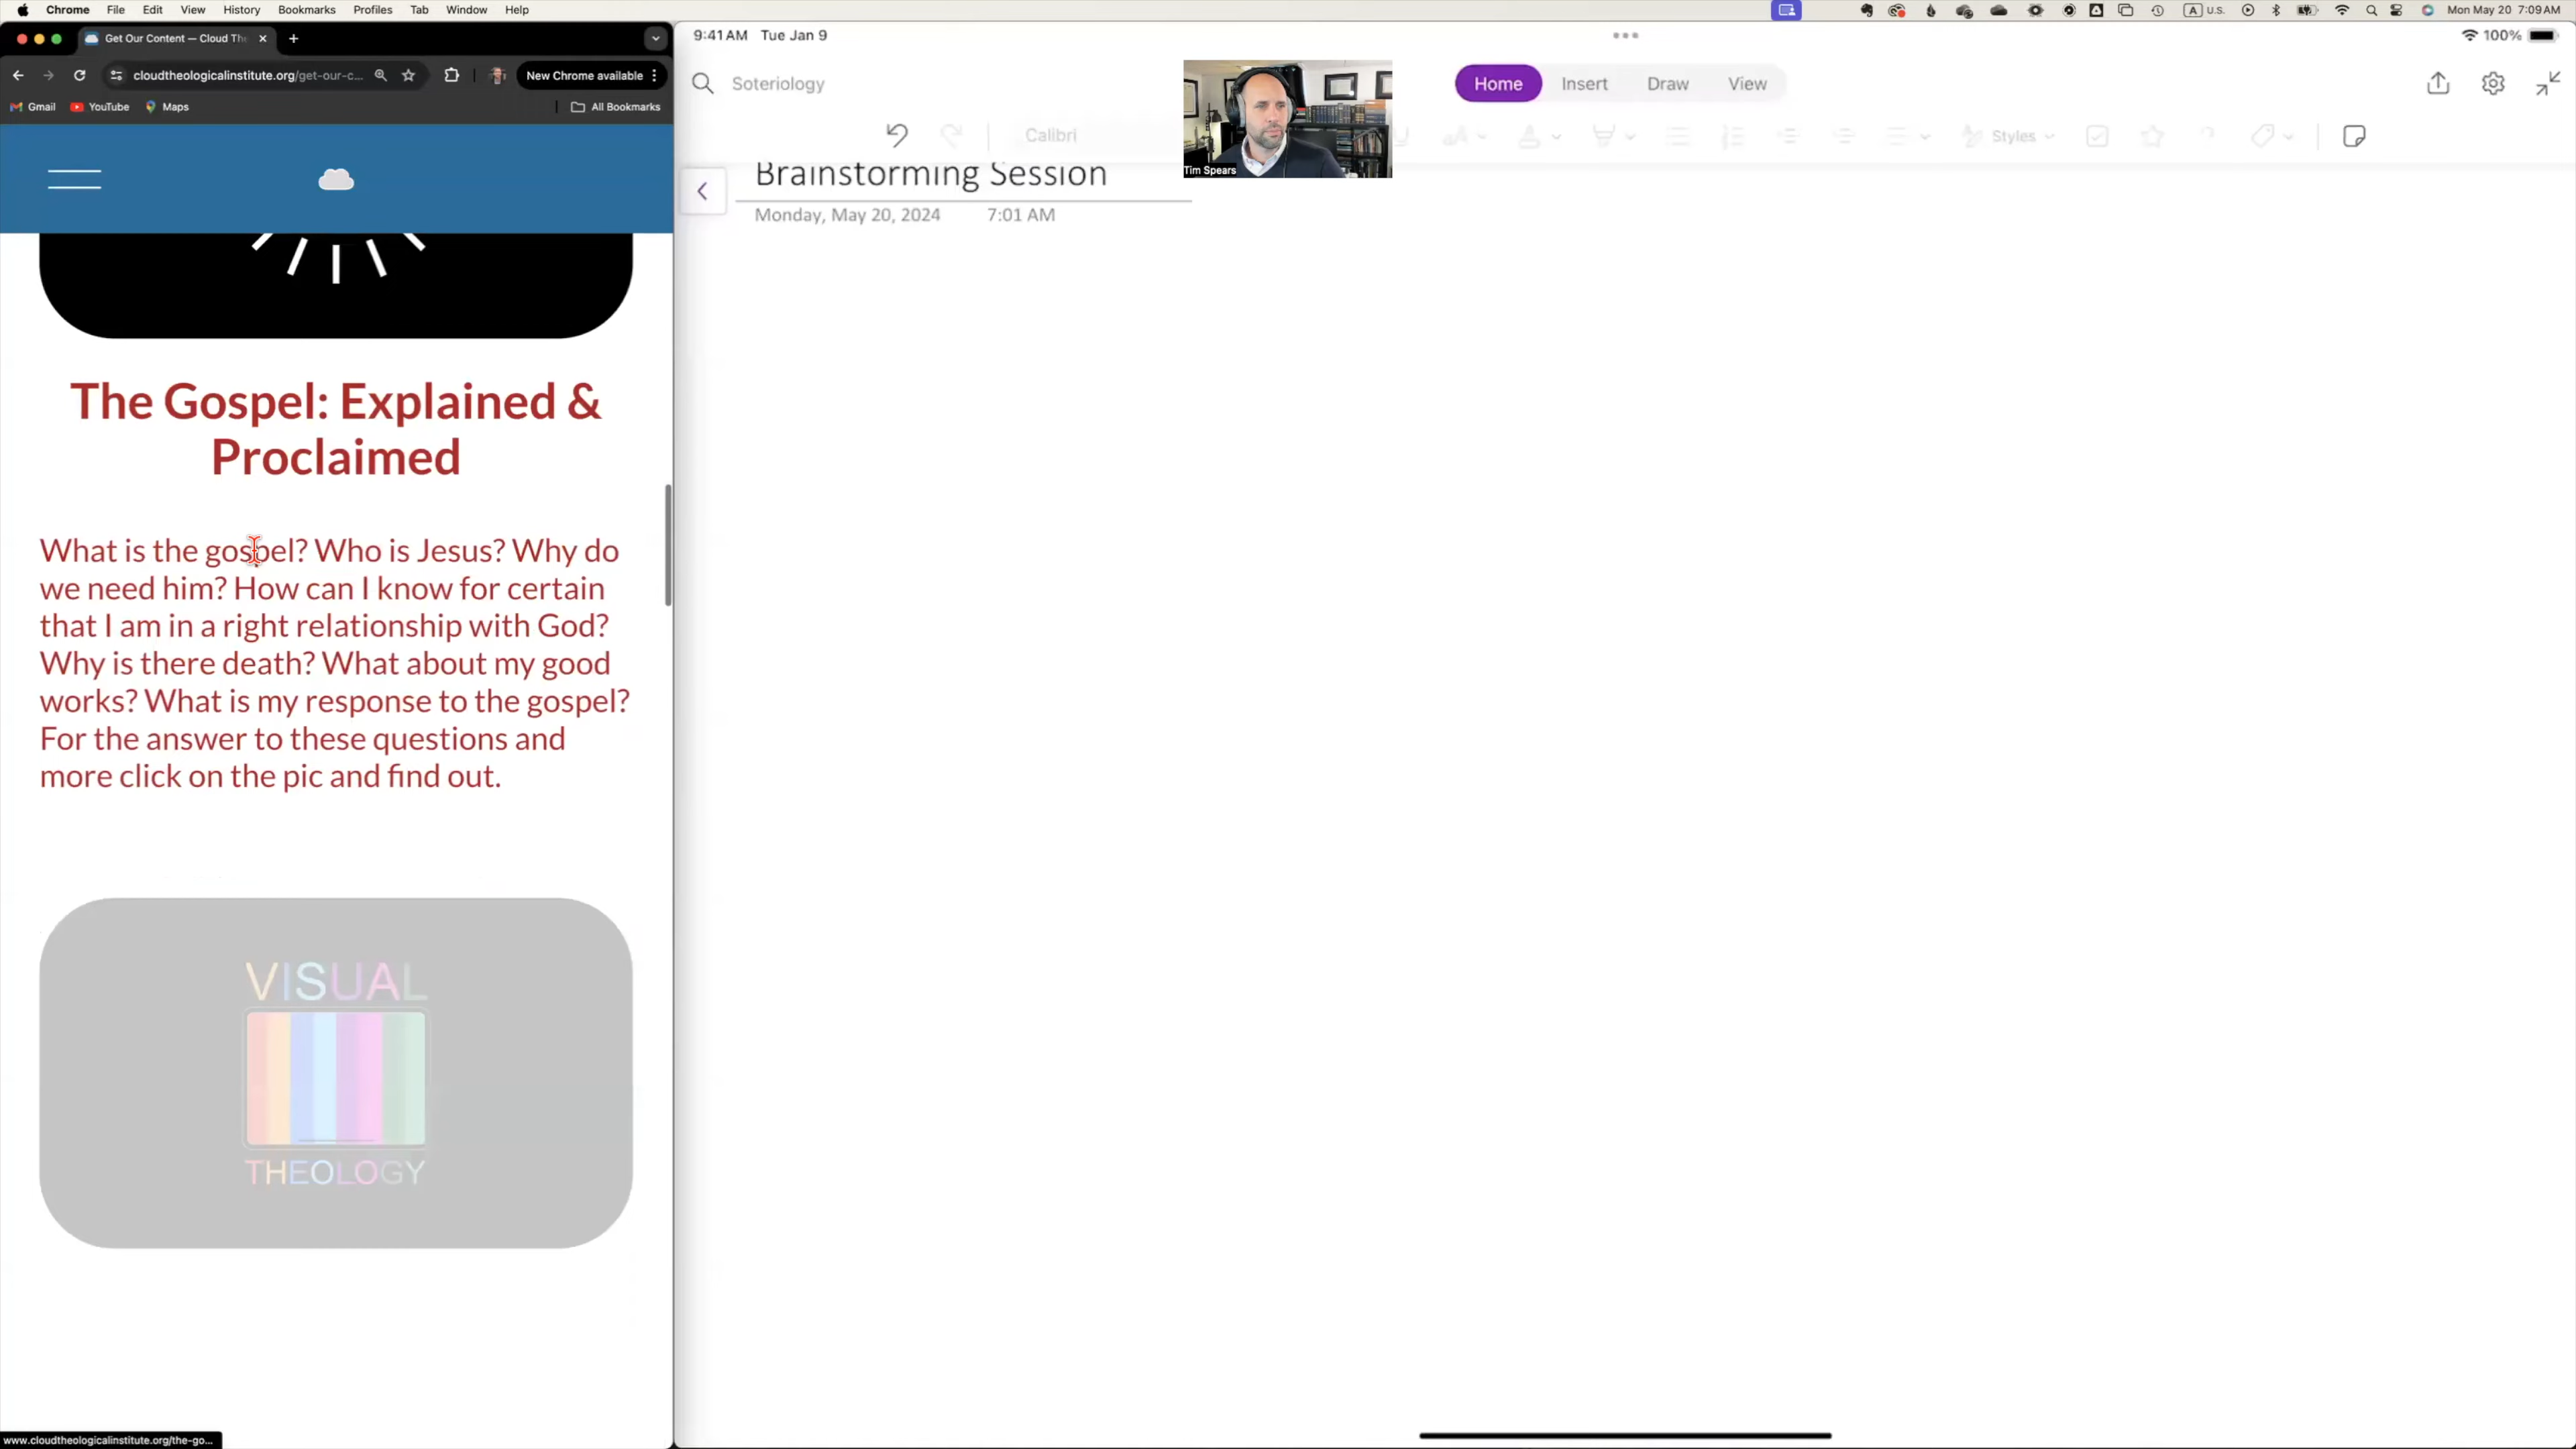 Chrome File Edit View History Bookmarks Profiles Tab Window Help
A U.S.
Mon May 20 7:09 AM
Get Our Content — Cloud Th
cloudtheologicalinstitute.org/get-our-c...
New Chrome available
Gmail YouTube Maps
All Bookmarks
The Gospel: Explained &
Proclaimed
What is the gospel? Who is Jesus? Why do
we need him? How can I know for certain
that I am in a right relationship with God?
Why is there death? What about my good
works? What is my response to the gospel?
For the answer to these questions and
more click on the pic and find out.
VISUAL
THEOLOGY
www.cloudtheologicalinstitute.org/the-go...
9:41 AM Tue Jan 9
100%
Soteriology
Home Insert Draw View
Calibri
Styles
Tim Spears
Brainstorming Session
Monday, May 20, 2024 7:01 AM